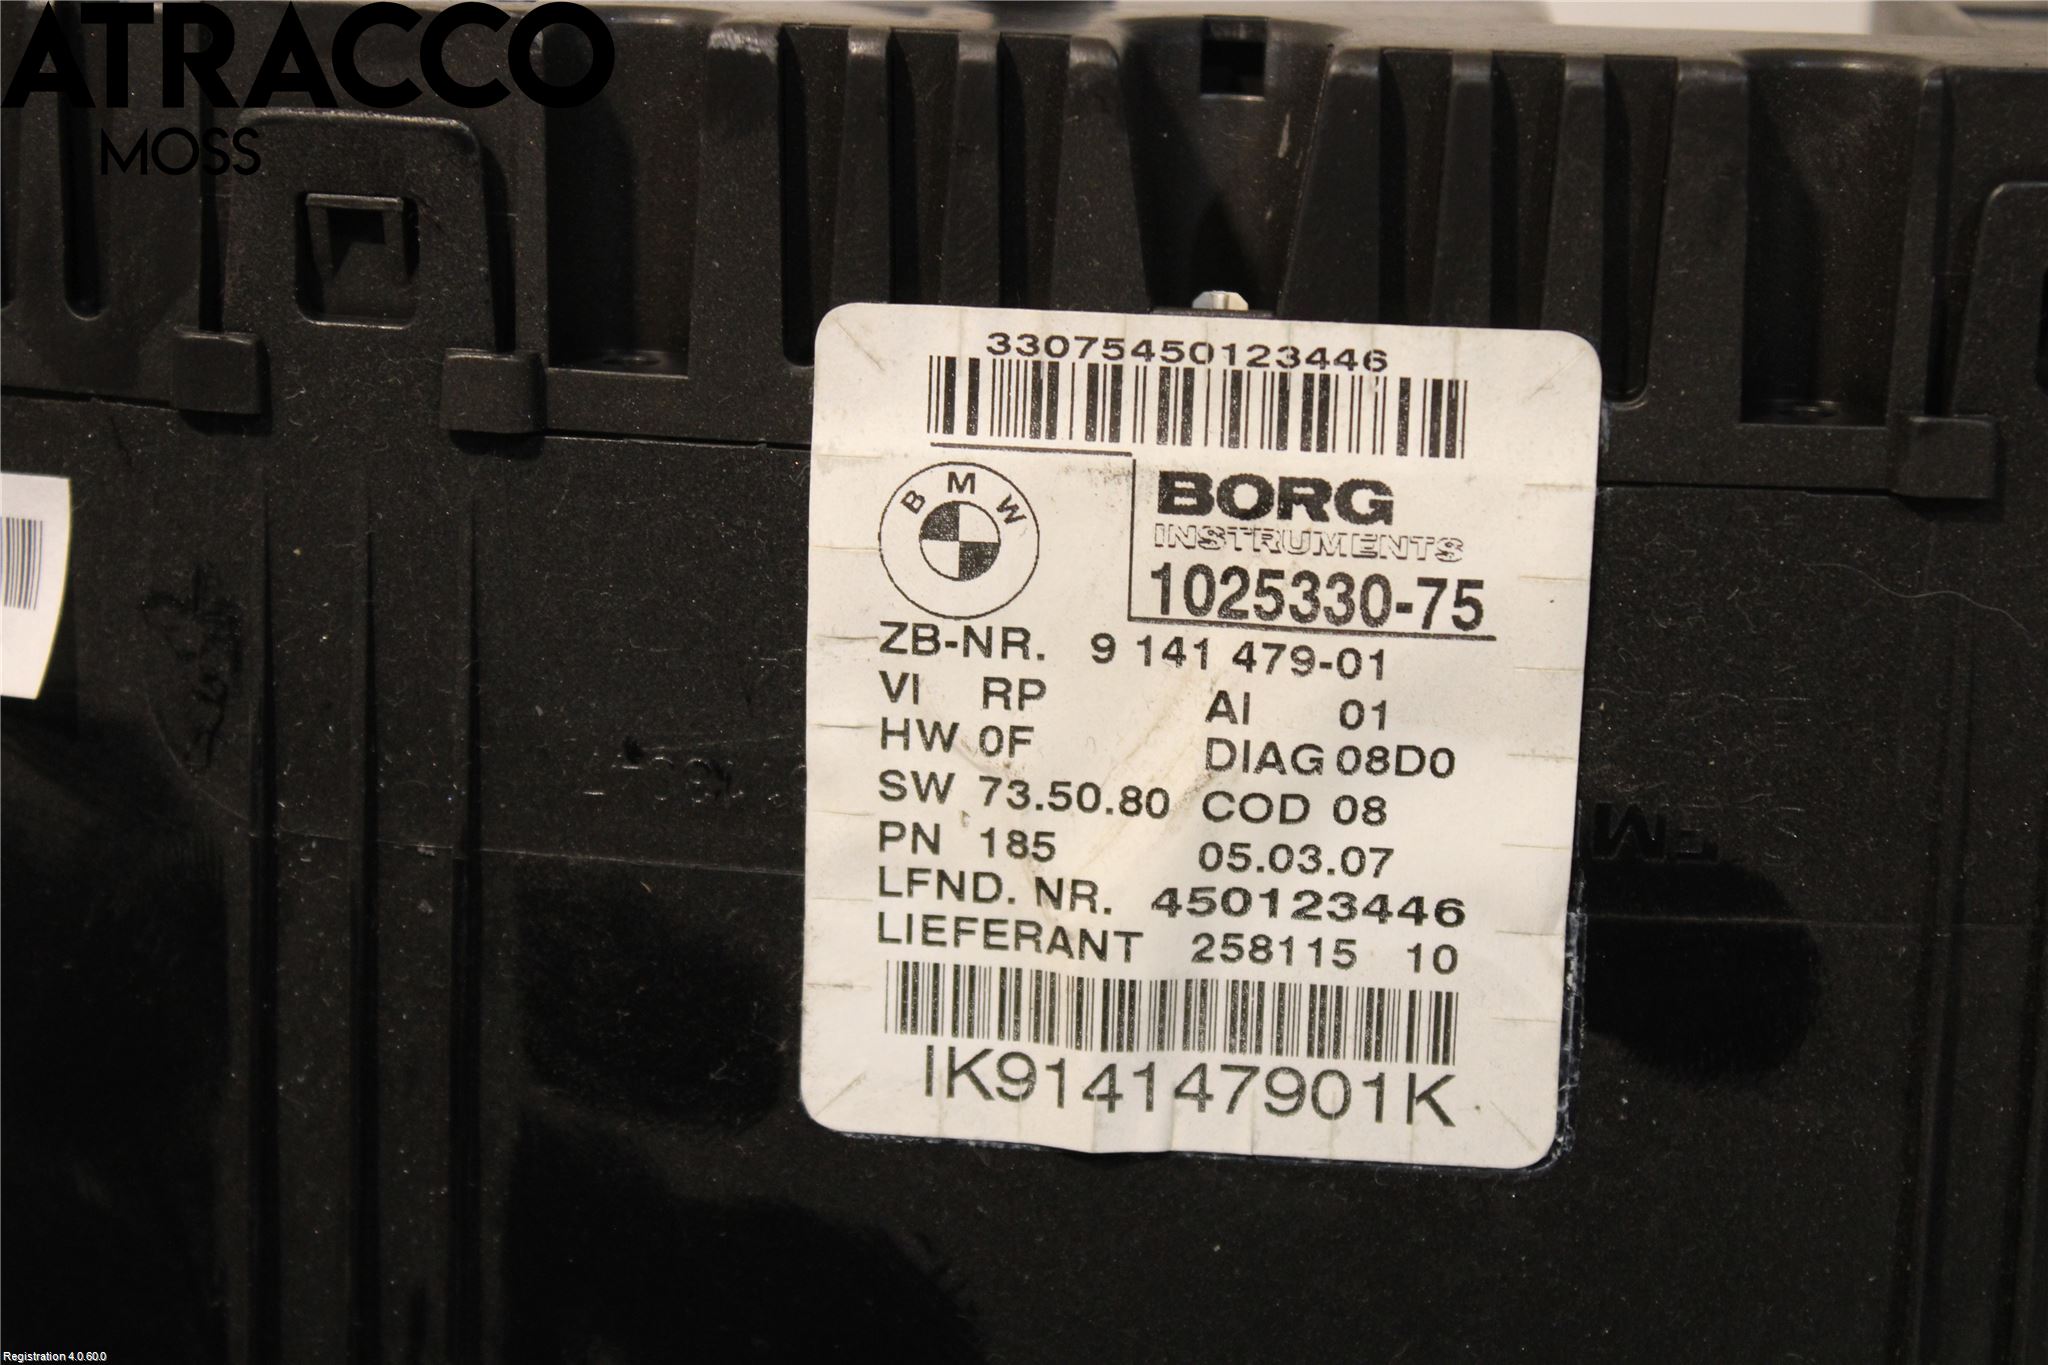 ATRACCO
MOSS
33075450123446
BMW
BORG
INSTRUMENTS
1025330-75
ZB-NR. 9 141 479-01
VI RP AI 01
HW 0F DIAG 08D0
SW 73.50.80 COD 08
PN 185 05.03.07
LFND. NR. 450123446
LIEFERANT 258115 10
IK914147901K
Registration 4.0.60.0